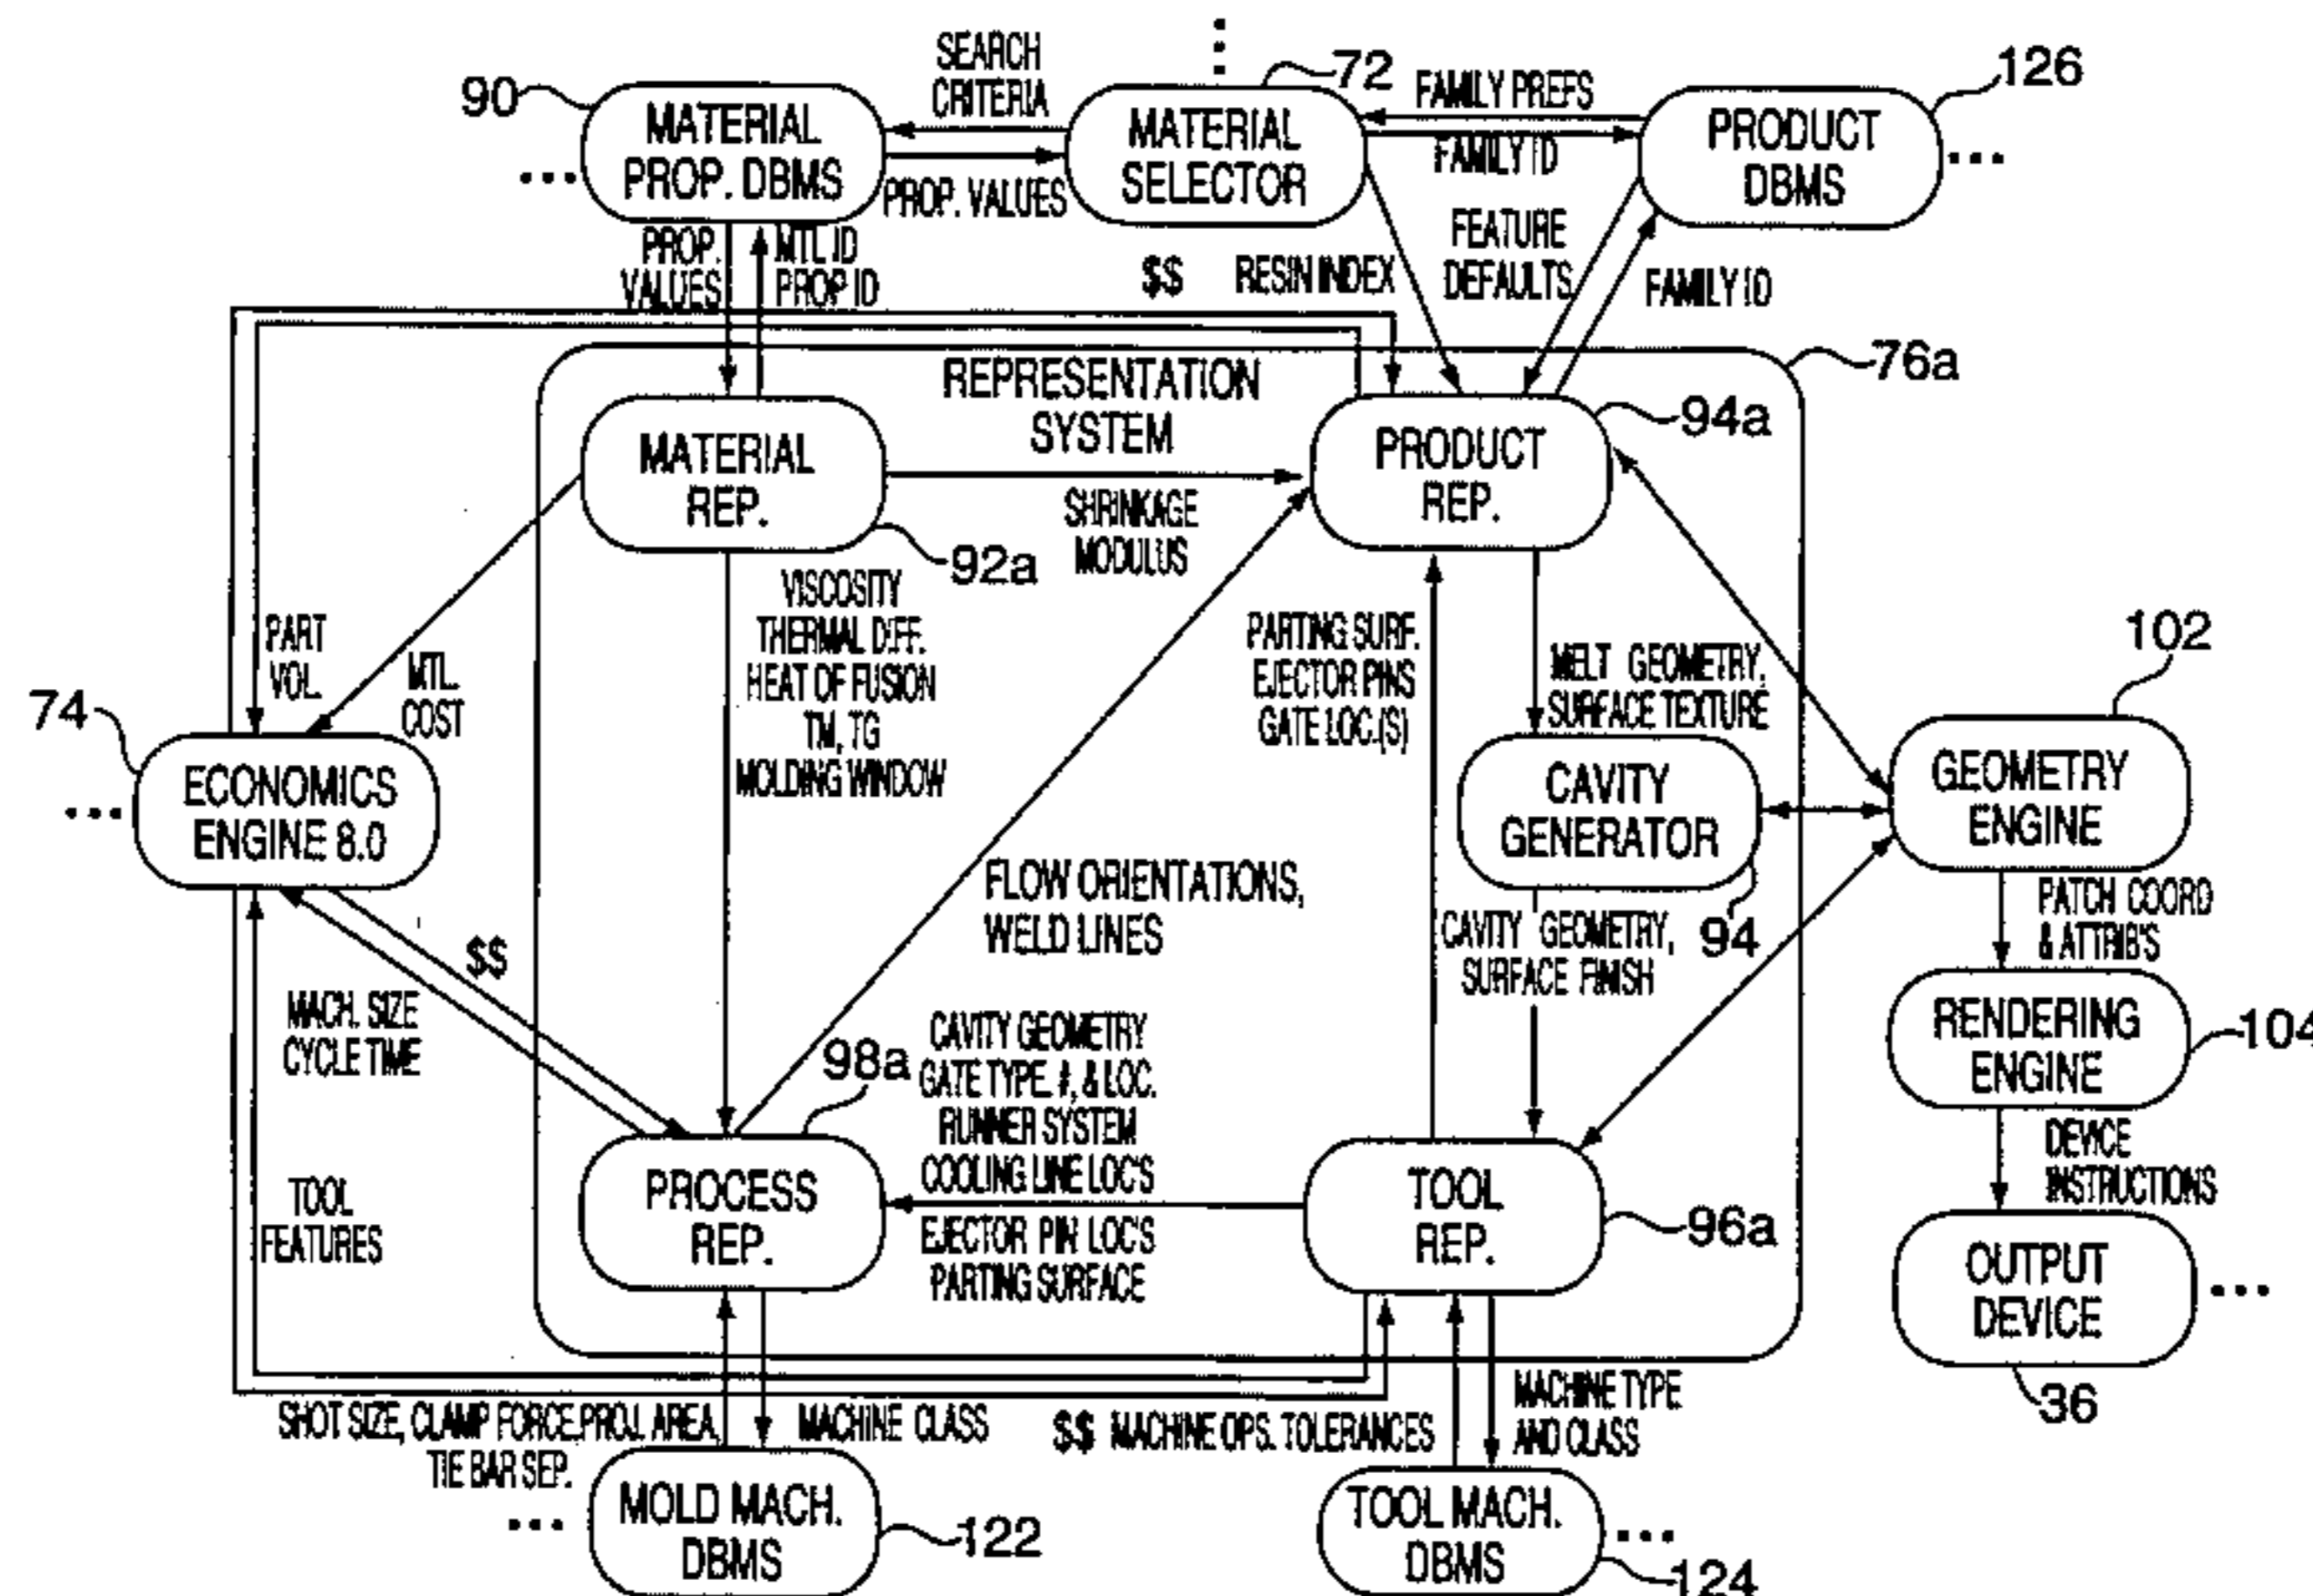 SEARCH
CRITERIA
90
MATERIAL
PROP. DBMS
PROP. VALUES
72
MATERIAL
SELECTOR
FAMILY PREFS
FAMILY ID
126
PRODUCT
DBMS
PROP.
VALUES
MTL ID
PROP ID
$$
RESIN INDEX
FEATURE
DEFAULTS
FAMILY ID
76a
REPRESENTATION
SYSTEM
MATERIAL
REP.
92a
SHRINKAGE
MODULUS
PRODUCT
REP.
94a
PART
VOL.
MTL.
COST
VISCOSITY
THERMAL DIFF.
HEAT OF FUSION
TM, TG
MOLDING WINDOW
PARTING SURF.
EJECTOR PINS
GATE LOC.(S)
MELT GEOMETRY,
SURFACE TEXTURE
102
74
ECONOMICS
ENGINE 8.0
CAVITY
GENERATOR
94
GEOMETRY
ENGINE
FLOW ORIENTATIONS,
WELD LINES
CAVITY GEOMETRY,
SURFACE FINISH
PATCH COORD
& ATTRIB'S
$$
MACH. SIZE
CYCLE TIME
98a
CAVITY GEOMETRY
GATE TYPE. #, & LOC.
RUNNER SYSTEM
COOLING LINE LOC'S
EJECTOR PIN LOC'S
PARTING SURFACE
RENDERING
ENGINE
104
DEVICE
INSTRUCTIONS
TOOL
FEATURES
PROCESS
REP.
TOOL
REP.
96a
OUTPUT
DEVICE
36
SHOT SIZE, CLAMP FORCE.PROJ. AREA,
TIE BAR SEP.
MACHINE CLASS
$$ MACHINE OPS. TOLERANCES
MACHINE TYPE
AND CLASS
MOLD MACH.
DBMS
122
TOOL MACH.
DBMS
124